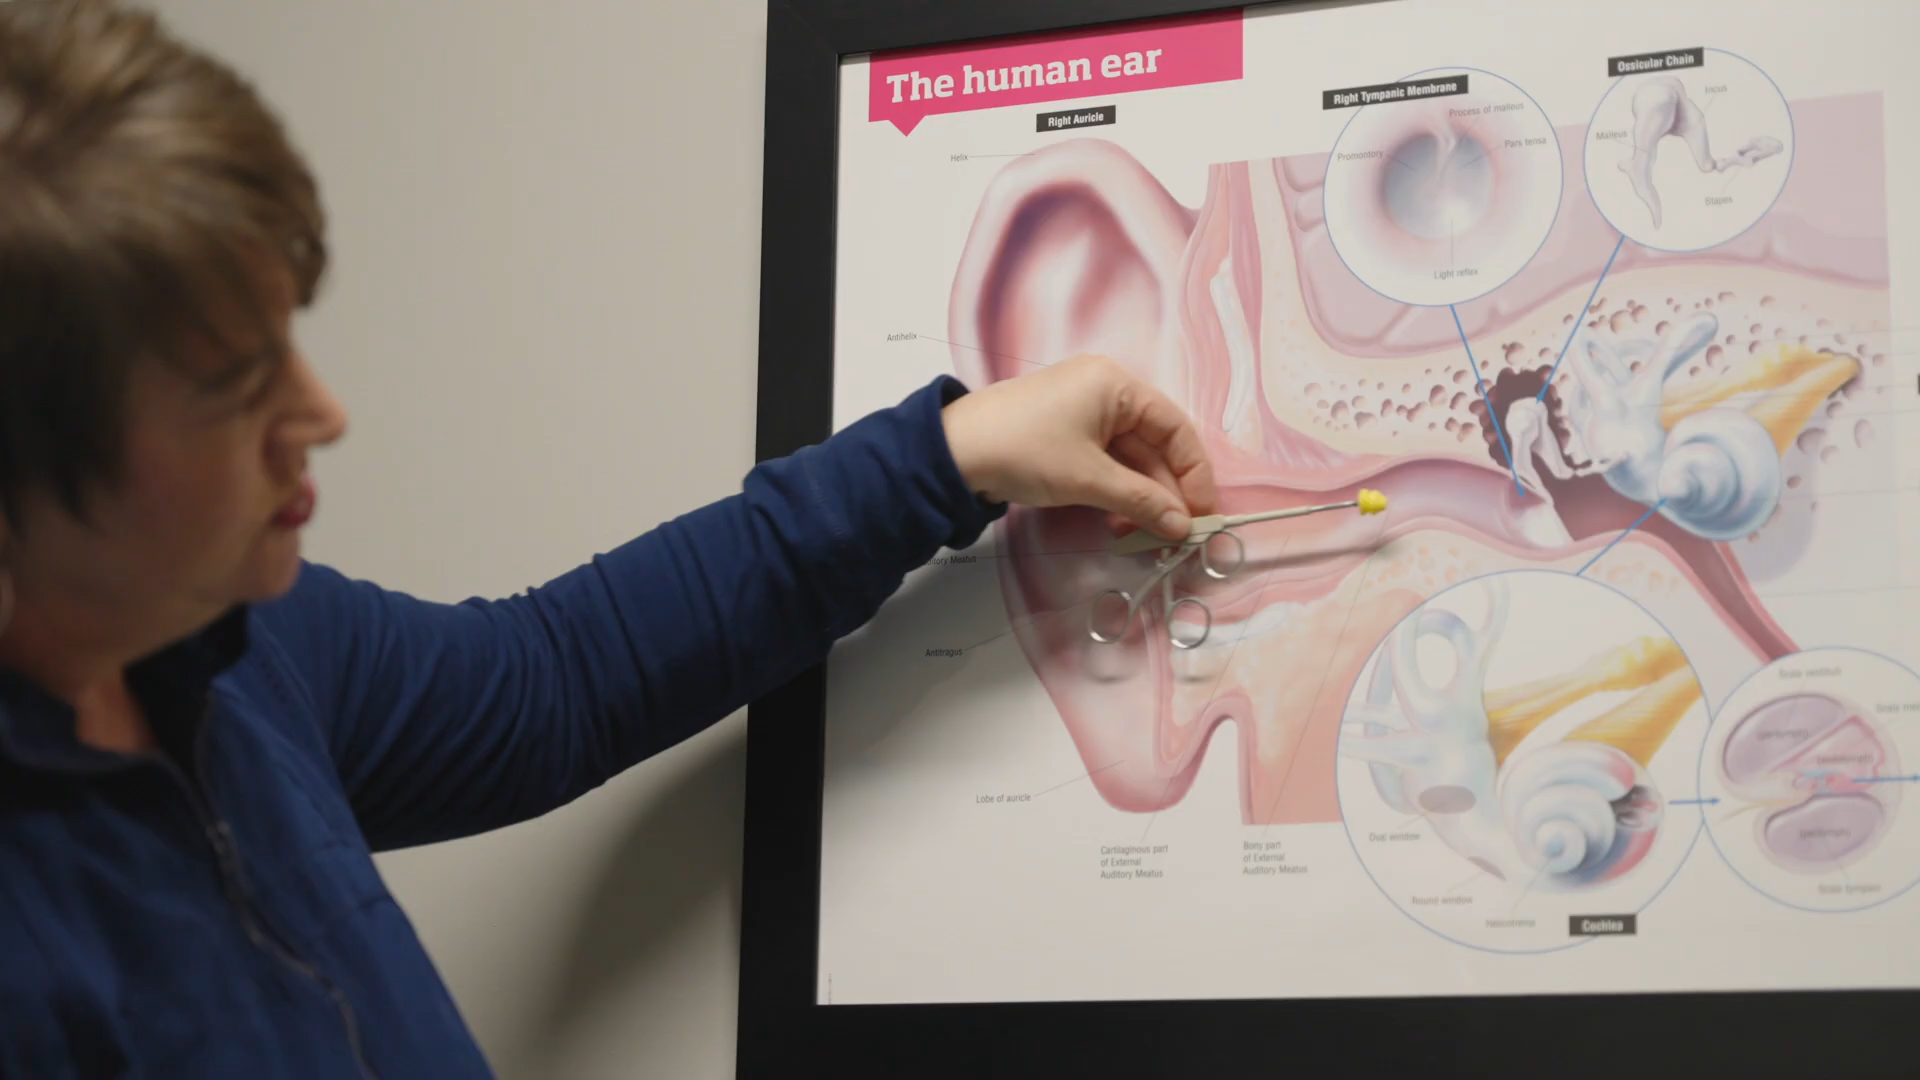 The human ear
Right Auricle
Helix
Antihelix
Auditory Meatus
Antitragus
Lobe of auricle
Cartilaginous part
of External
Auditory Meatus
Bony part
of External
Auditory Meatus
Right Tympanic Membrane
Process of malleus
Promontory
Pars tensa
Light reflex
Ossicular Chain
Incus
Malleus
Stapes
Oval window
Round window
Helicotrema
Cochlea
Scala vestibuli
Scala tympani